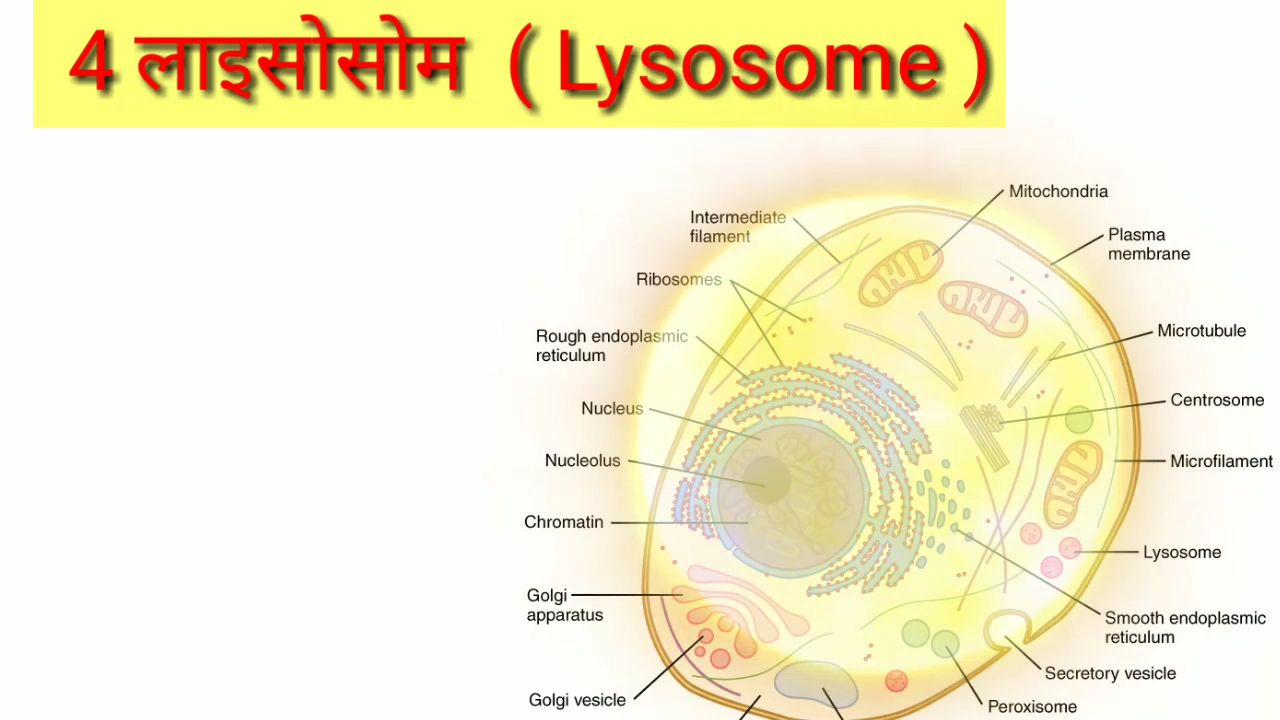 4 लाइसोसोम ( Lysosome )
Mitochondria
Intermediate
filament
Plasma
membrane
Ribosomes
Microtubule
Rough endoplasmic
reticulum
Centrosome
Nucleus
Nucleolus
Microfilament
Chromatin
Lysosome
Golgi
apparatus
Smooth endoplasmic
reticulum
Secretory vesicle
Golgi vesicle
Peroxisome